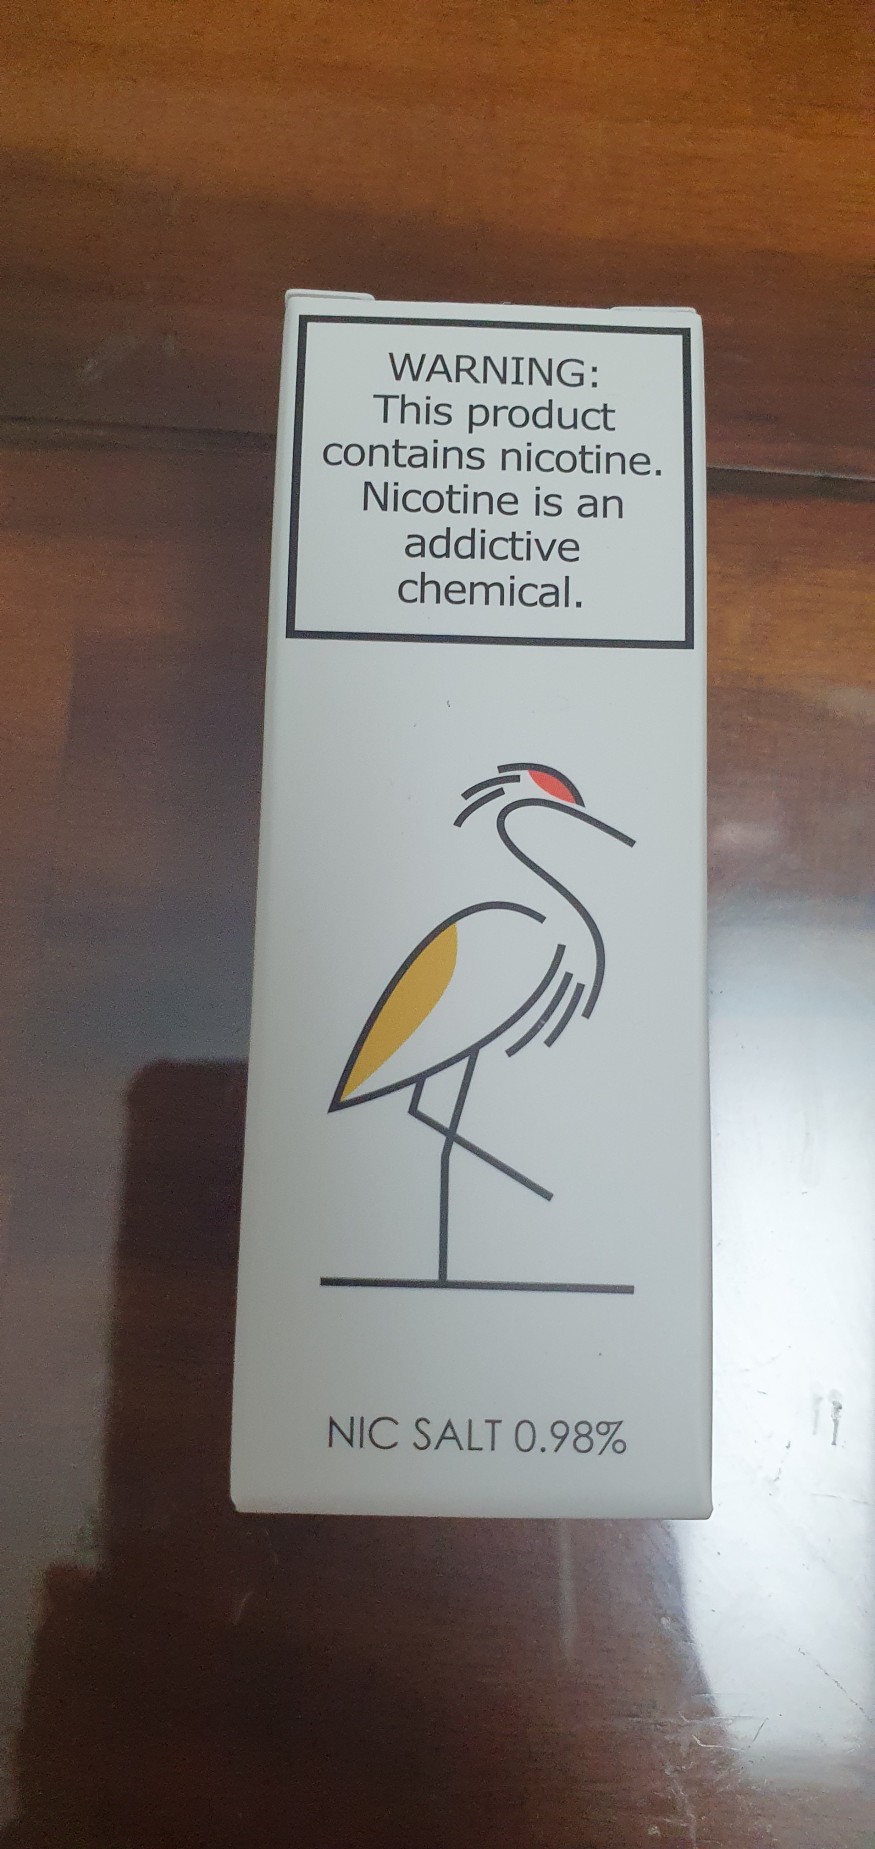 WARNING:
This product
contains nicotine.
Nicotine is an
addictive
chemical.
NIC SALT 0.98%